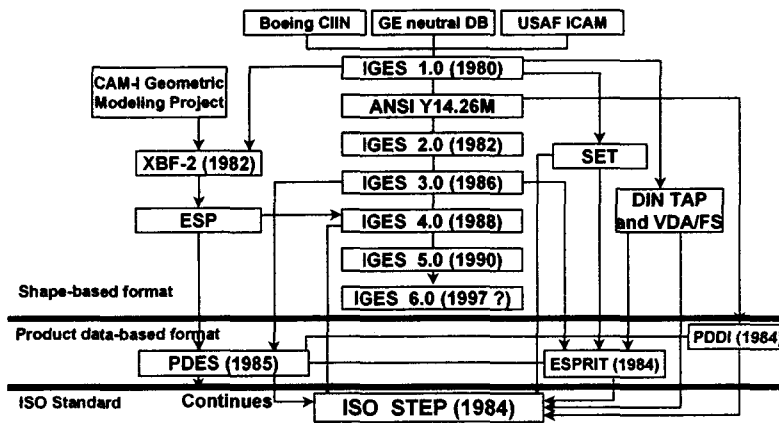 Boeing CIIN
GE neutral DB
USAF ICAM
CAM-I Geometric
Modeling Project
IGES 1.0 (1980)
ANSI Y14.26M
IGES 2.0 (1982)
SET
XBF-2 (1982)
IGES 3.0 (1986)
DIN TAP
and VDA/FS
ESP
IGES 4.0 (1988)
IGES 5.0 (1990)
IGES 6.0 (1997 ?)
Shape-based format
Product data-based format
PDDI (1984)
PDES (1985)
ESPRIT (1984)
ISO Standard
Continues
ISO STEP (1984)